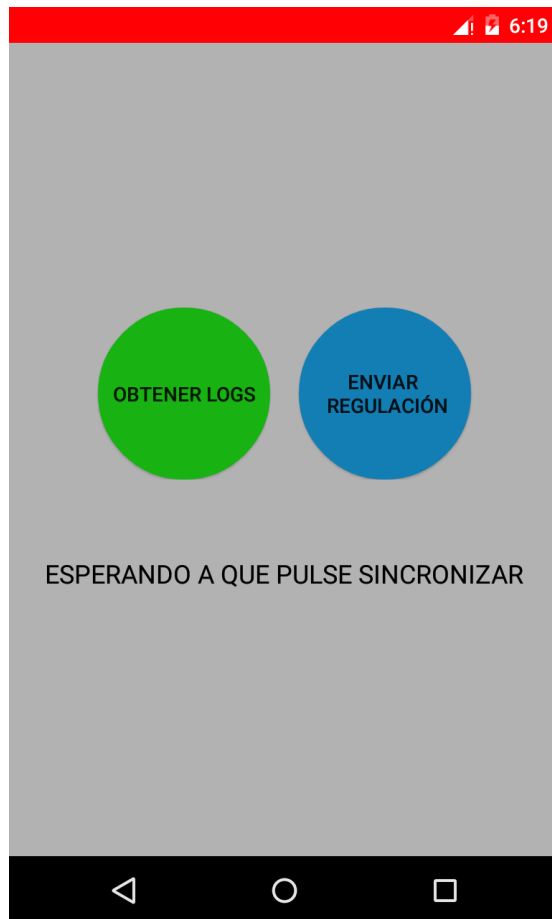 6:19
OBTENER LOGS
ENVIAR
REGULACIÓN
ESPERANDO A QUE PULSE SINCRONIZAR